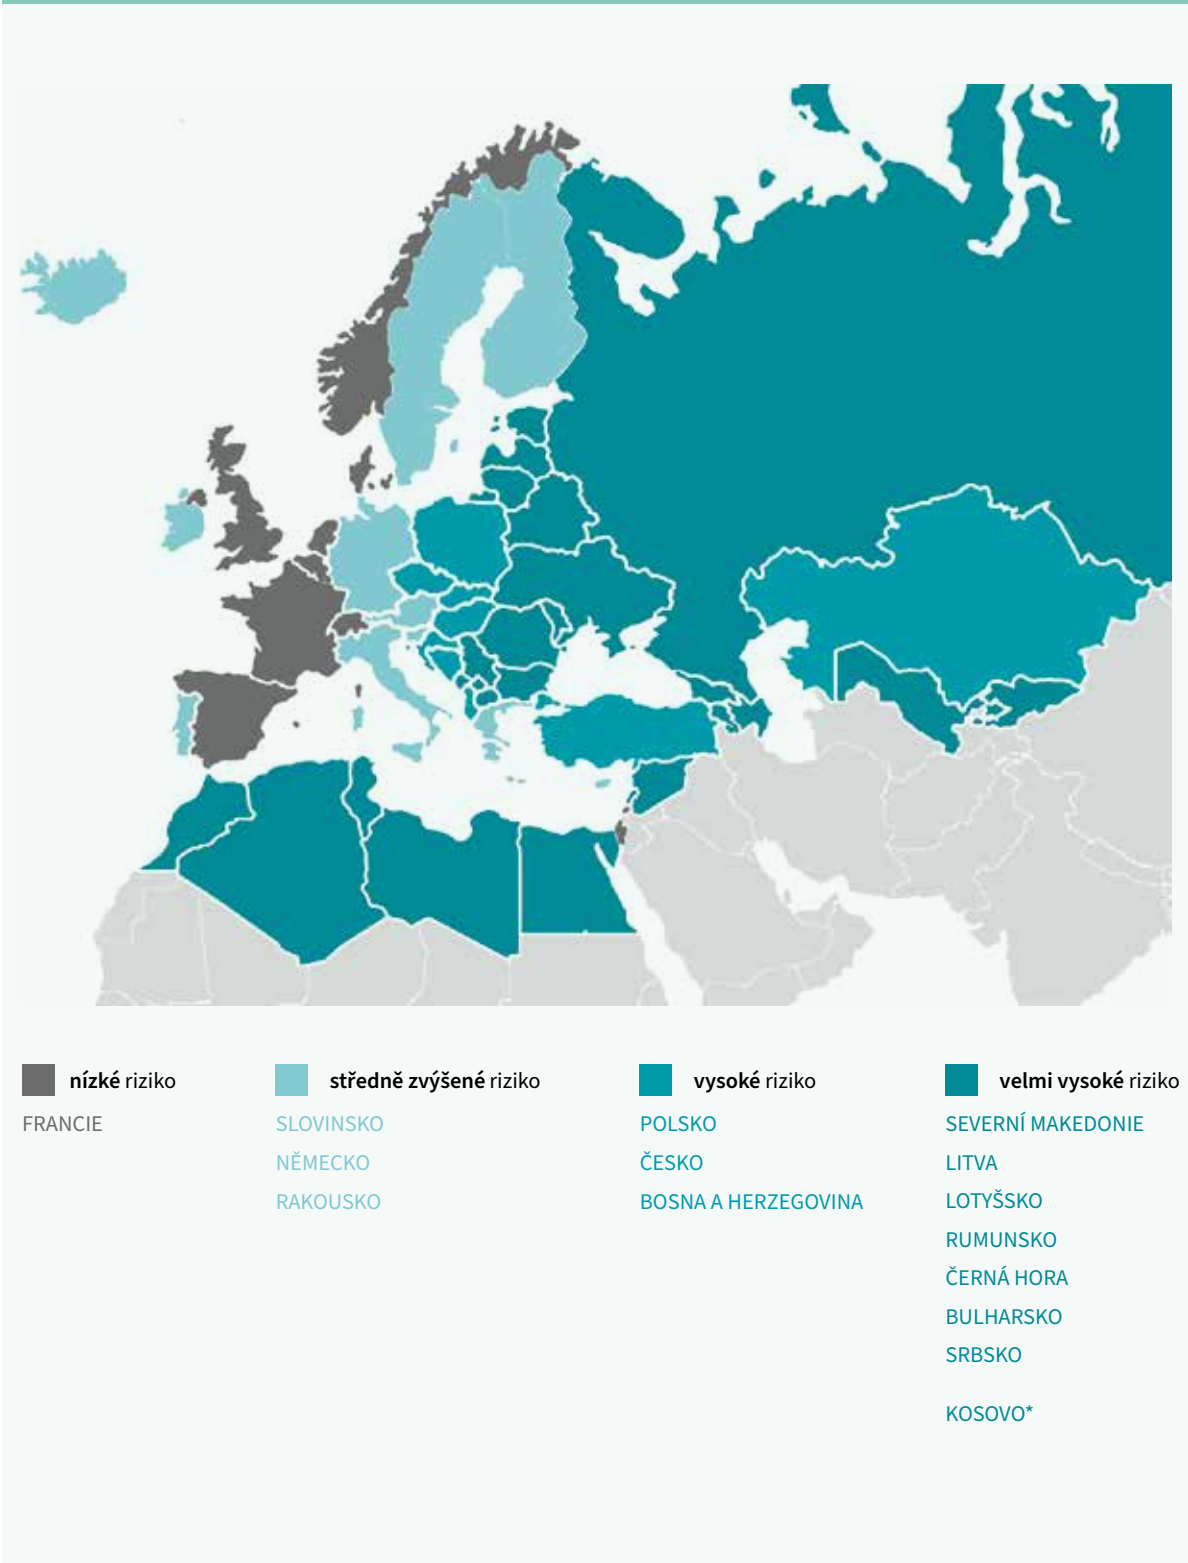 nízké riziko
FRANCIE
středně zvýšené riziko
SLOVINSKO
NĚMECKO
RAKOUSKO
vysoké riziko
POLSKO
ČESKO
BOSNA A HERZEGOVINA
velmi vysoké riziko
SEVERNÍ MAKEDONIE
LITVA
LOTYŠSKO
RUMUNSKO
ČERNÁ HORA
BULHARSKO
SRBSKO
KOSOVO*